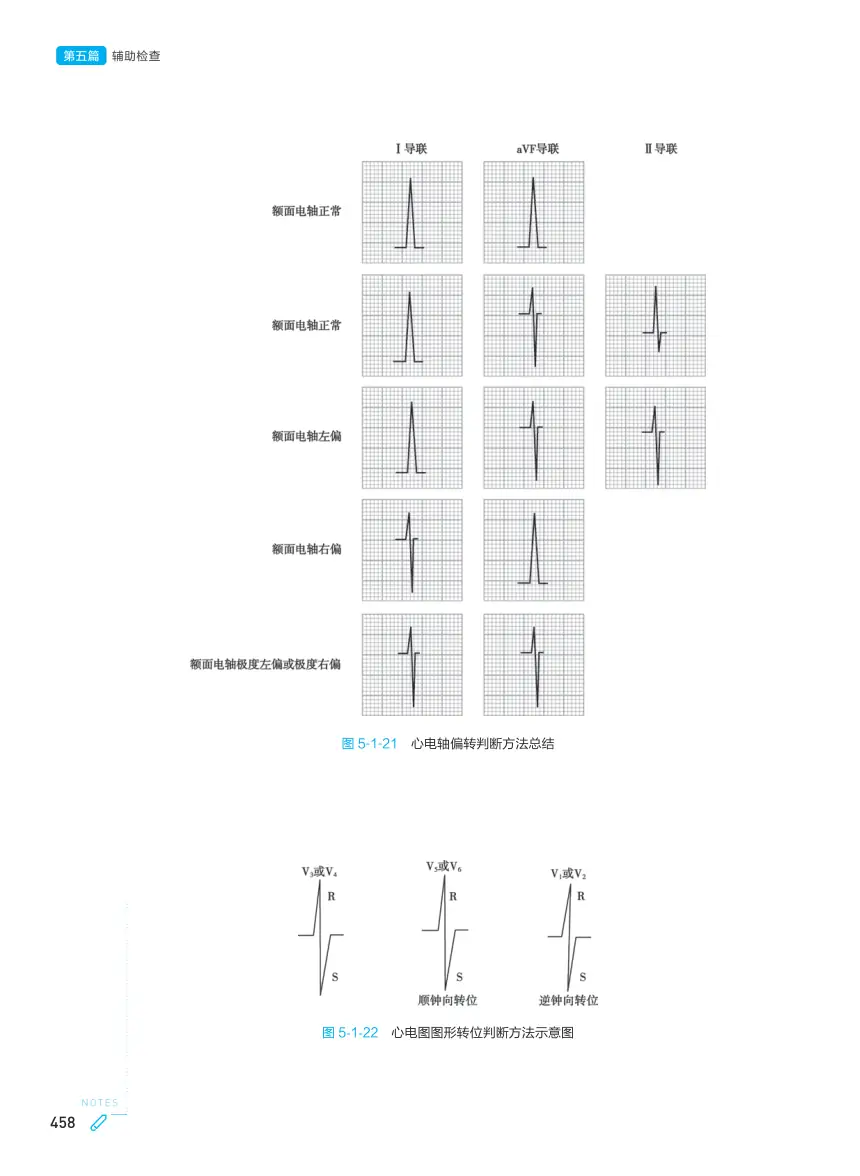 第五篇 辅助检查
Ⅰ导联 aVF导联 Ⅱ导联
额面电轴正常
额面电轴正常
额面电轴左偏
额面电轴右偏
额面电轴极度左偏或极度右偏
图 5-1-21 心电轴偏转判断方法总结
V₃或V₄ V₅或V₆ V₁或V₂
R R R
S S S
顺钟向转位 逆钟向转位
图 5-1-22 心电图图形转位判断方法示意图
NOTES
458